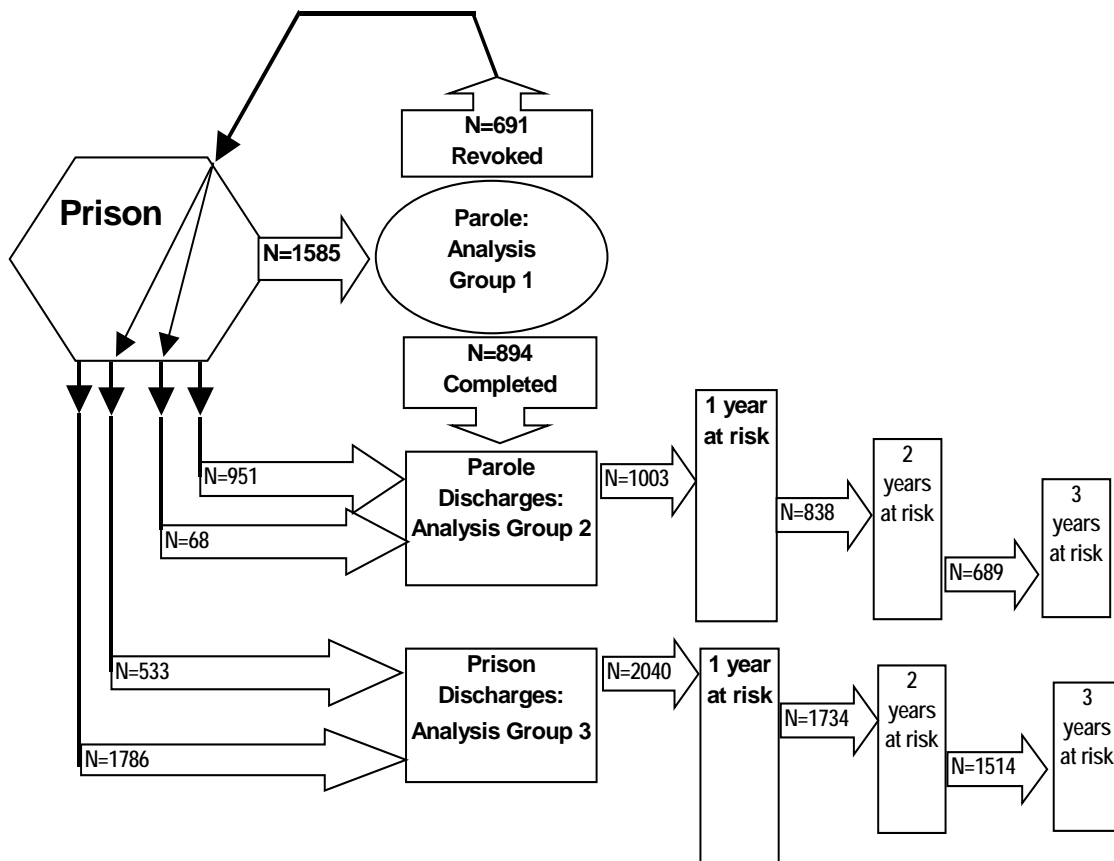 N=691
Revoked
Prison
N=1585
Parole:
Analysis
Group 1
N=894
Completed
N=951
N=68
Parole
Discharges:
Analysis Group 2
N=1003
1 year
at risk
N=838
2
years
at risk
N=689
3
years
at risk
N=533
N=1786
Prison
Discharges:
Analysis Group 3
N=2040
1 year
at risk
N=1734
2
years
at risk
N=1514
3
years
at risk